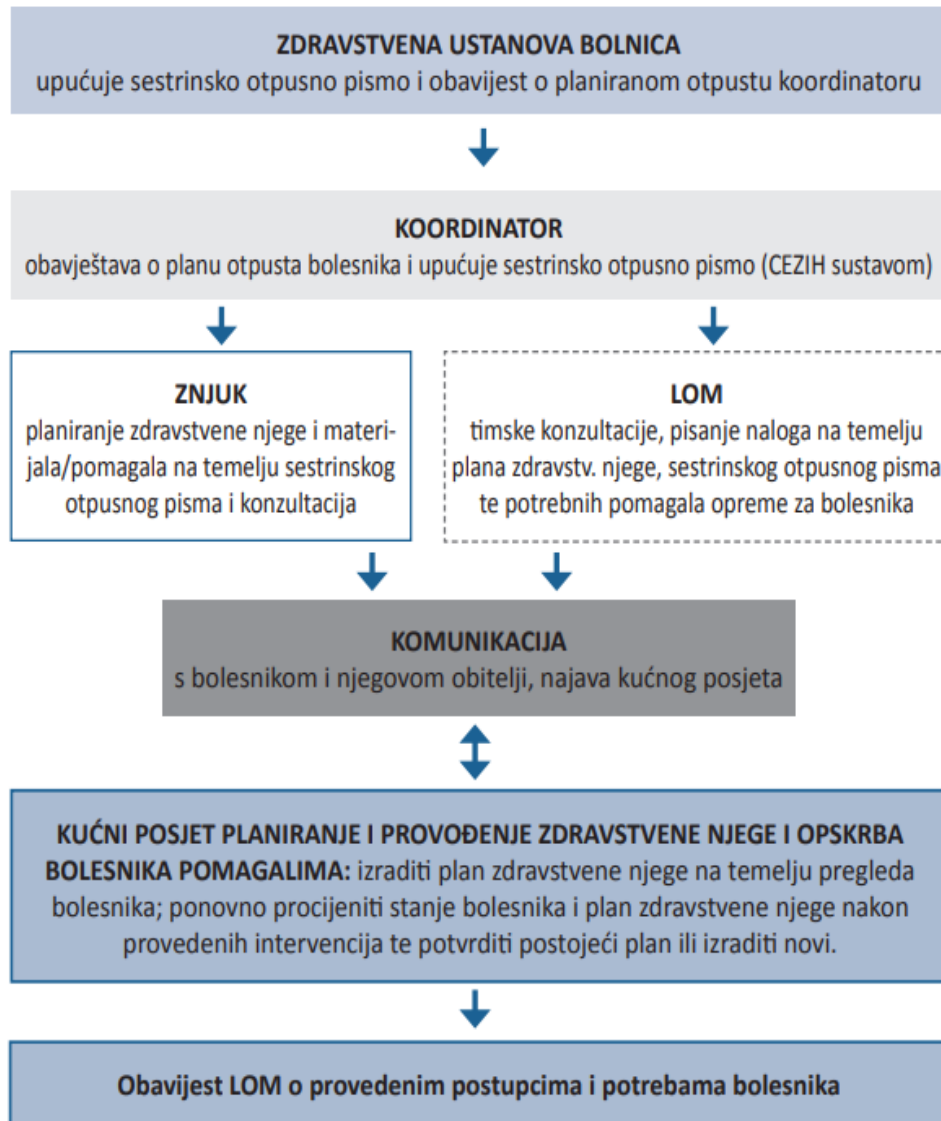 ZDRAVSTVENA USTANOVA BOLNICA
upućuje sestrinsko otpusno pismo i obavijest o planiranom otpustu koordinatoru
KOORDINATOR
obavještava o planu otpusta bolesnika i upućuje sestrinsko otpusno pismo (CEZIH sustavom)
ZNJUK
planiranje zdravstvene njege i materi-
jala/pomagala na temelju sestrinskog
otpusnog pisma i konzultacija
LOM
timske konzultacije, pisanje naloga na temelju
plana zdravstv. njege, sestrinskog otpusnog pisma
te potrebnih pomagala opreme za bolesnika
KOMUNIKACIJA
s bolesnikom i njegovom obitelji, najava kućnog posjeta
KUĆNI POSJET PLANIRANJE I PROVOĐENJE ZDRAVSTVENE NJEGE I OPSKRBA
BOLESNIKA POMAGALIMA: izraditi plan zdravstvene njege na temelju pregleda
bolesnika; ponovno procijeniti stanje bolesnika i plan zdravstvene njege nakon
provedenih intervencija te potvrditi postojeći plan ili izraditi novi.
Obavijest LOM o provedenim postupcima i potrebama bolesnika